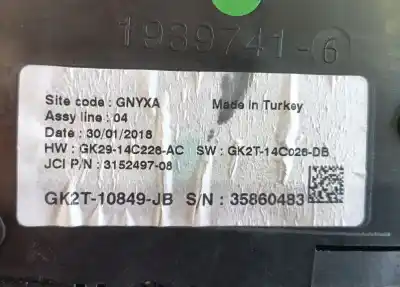 1939741-6
Site code : GNYXA Made in Turkey
Assy line : 04
Date : 30/01/2018
HW : GK29-14C226-AC SW : GK2T-14C026-DB
JCI P/N : 3152497-08
GK2T-10849-JB S/N : 35860483